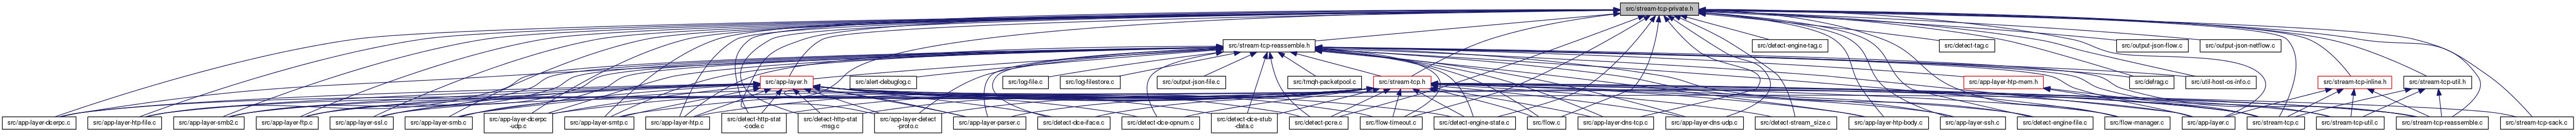 src/stream-tcp-private.h
src/stream-tcp-reassemble.h
src/detect-engine-tag.c
src/detect-tag.c
src/output-json-flow.c
src/output-json-netflow.c
src/app-layer.h
src/alert-debuglog.c
src/log-file.c
src/log-filestore.c
src/output-json-file.c
src/tmqh-packetpool.c
src/stream-tcp.h
src/app-layer-htp-mem.h
src/defrag.c
src/util-host-os-info.c
src/stream-tcp-inline.h
src/stream-tcp-util.h
src/app-layer-dcerpc.c
src/app-layer-htp-file.c
src/app-layer-smb2.c
src/app-layer-ftp.c
src/app-layer-ssl.c
src/app-layer-smb.c
src/app-layer-dcerpc
-udp.c
src/app-layer-smtp.c
src/app-layer-htp.c
src/detect-http-stat
-code.c
src/detect-http-stat
-msg.c
src/app-layer-detect
-proto.c
src/app-layer-parser.c
src/detect-dce-iface.c
src/detect-dce-opnum.c
src/detect-dce-stub
-data.c
src/detect-pcre.c
src/flow-timeout.c
src/detect-engine-state.c
src/flow.c
src/app-layer-dns-tcp.c
src/app-layer-dns-udp.c
src/detect-stream_size.c
src/app-layer-htp-body.c
src/app-layer-ssh.c
src/detect-engine-file.c
src/flow-manager.c
src/app-layer.c
src/stream-tcp.c
src/stream-tcp-util.c
src/stream-tcp-reassemble.c
src/stream-tcp-sack.c